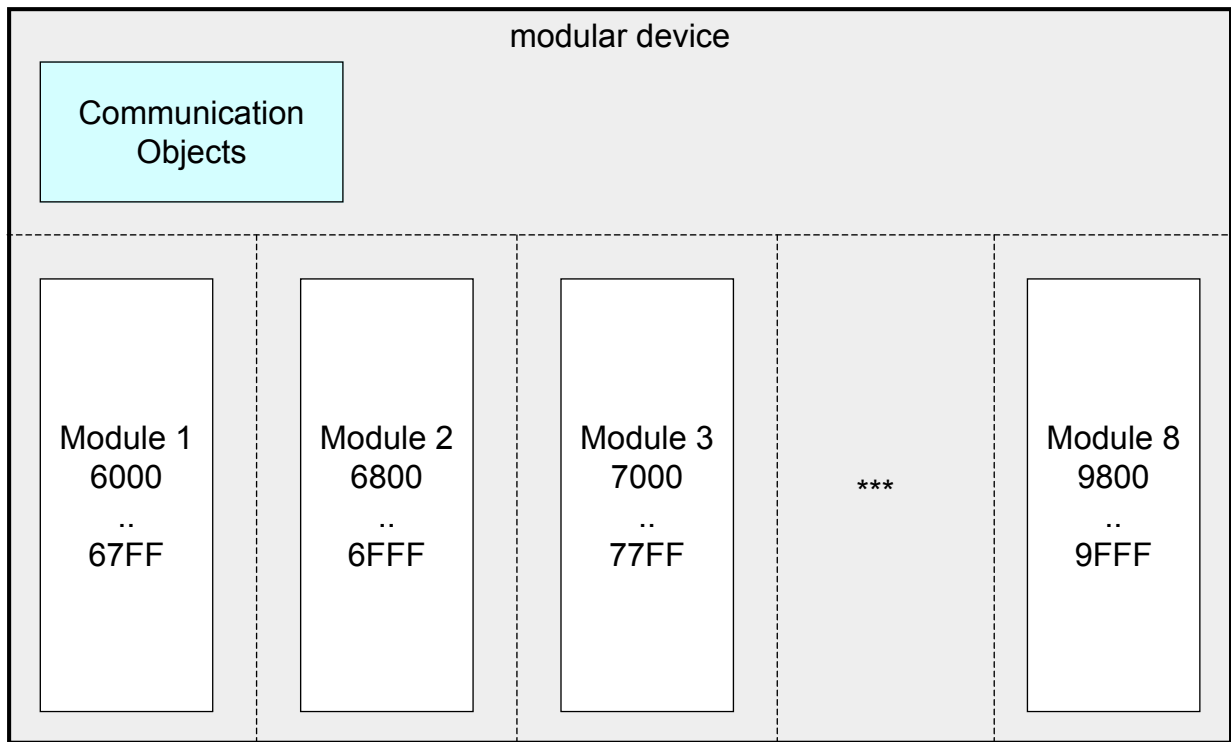 modular device
Communication
Objects
Module 1
6000
..
67FF
Module 2
6800
..
6FFF
Module 3
7000
..
77FF
***
Module 8
9800
..
9FFF